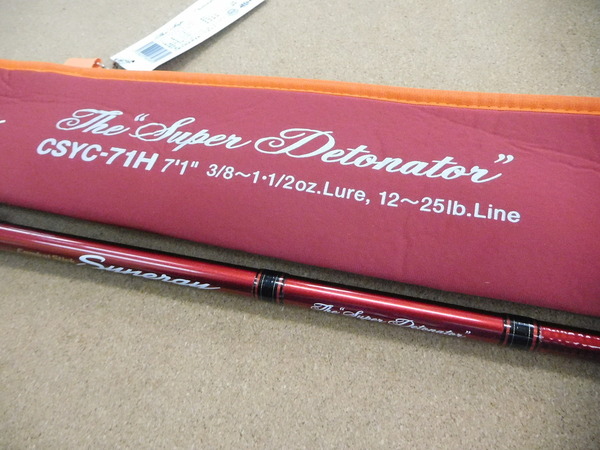 The "Super Detonator"
CSYC-71H 7'1" 3/8~1·1/2oz.Lure, 12~25lb.Line
Synergy
The "Super Detonator"